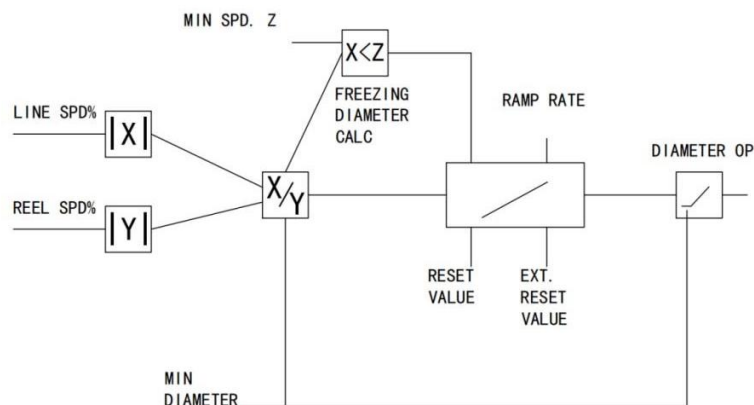 MIN SPD. Z
X<Z
FREEZING
DIAMETER
CALC
RAMP RATE
LINE SPD%
|X|
DIAMETER OP
X/Y
REEL SPD%
|Y|
RESET
VALUE
EXT.
RESET
VALUE
MIN
DIAMETER